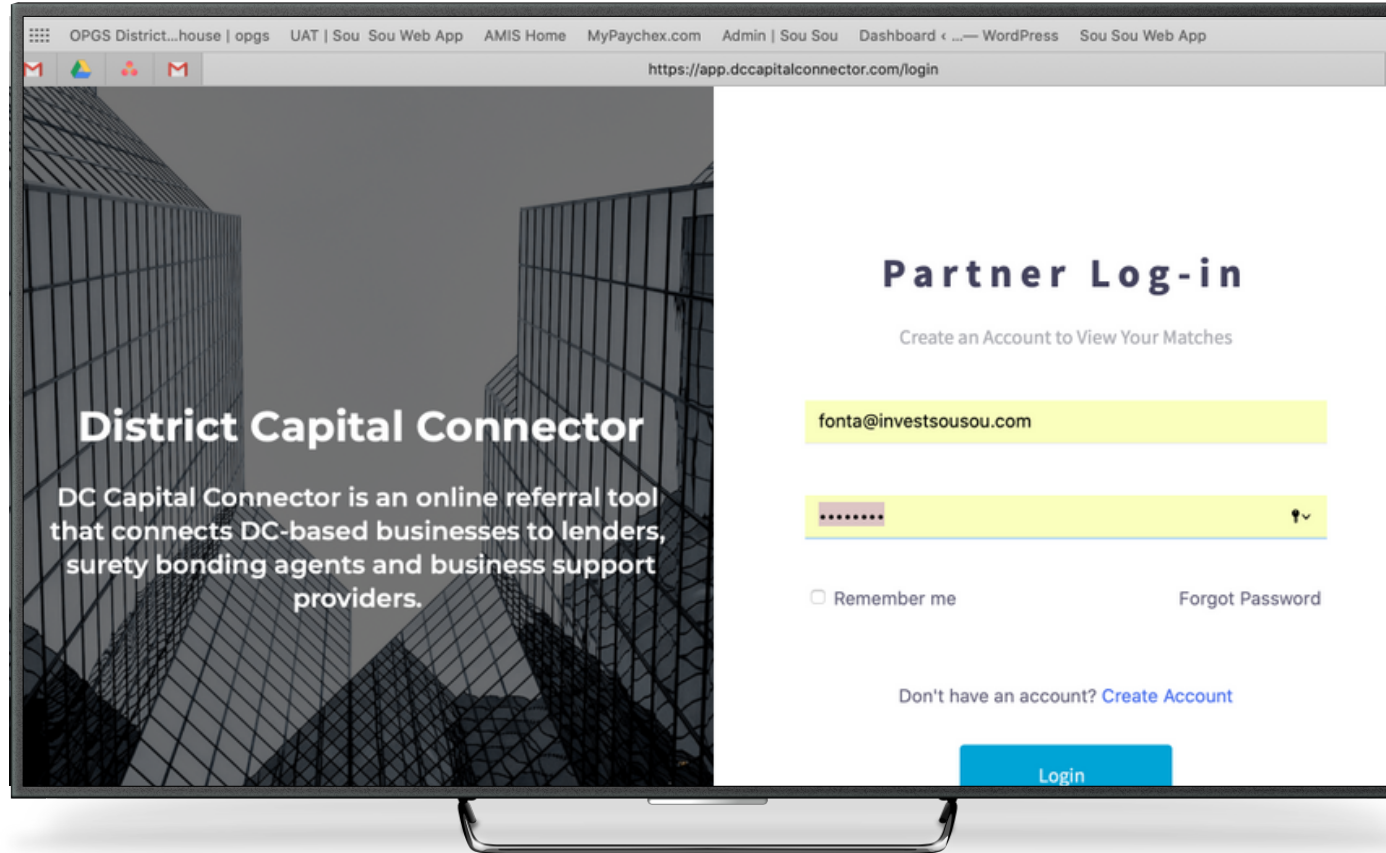 OPGS District...house | opgs UAT | Sou Sou Web App AMIS Home MyPaychex.com Admin | Sou Sou Dashboard < ...— WordPress Sou Sou Web App
https://app.dccapitalconnector.com/login
District Capital Connector
DC Capital Connector is an online referral tool
that connects DC-based businesses to lenders,
surety bonding agents and business support
providers.
Partner Log-in
Create an Account to View Your Matches
fonta@investsousou.com
••••••••
Remember me Forgot Password
Don't have an account? Create Account
Login